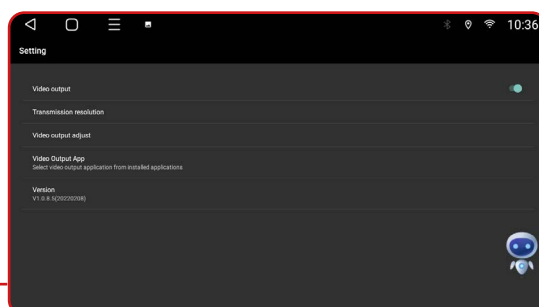 10:36
Setting
Video output
Transmission resolution
Video output adjust
Video Output App
Select video output application from installed applications
Version
V1.0.8.5(20220208)